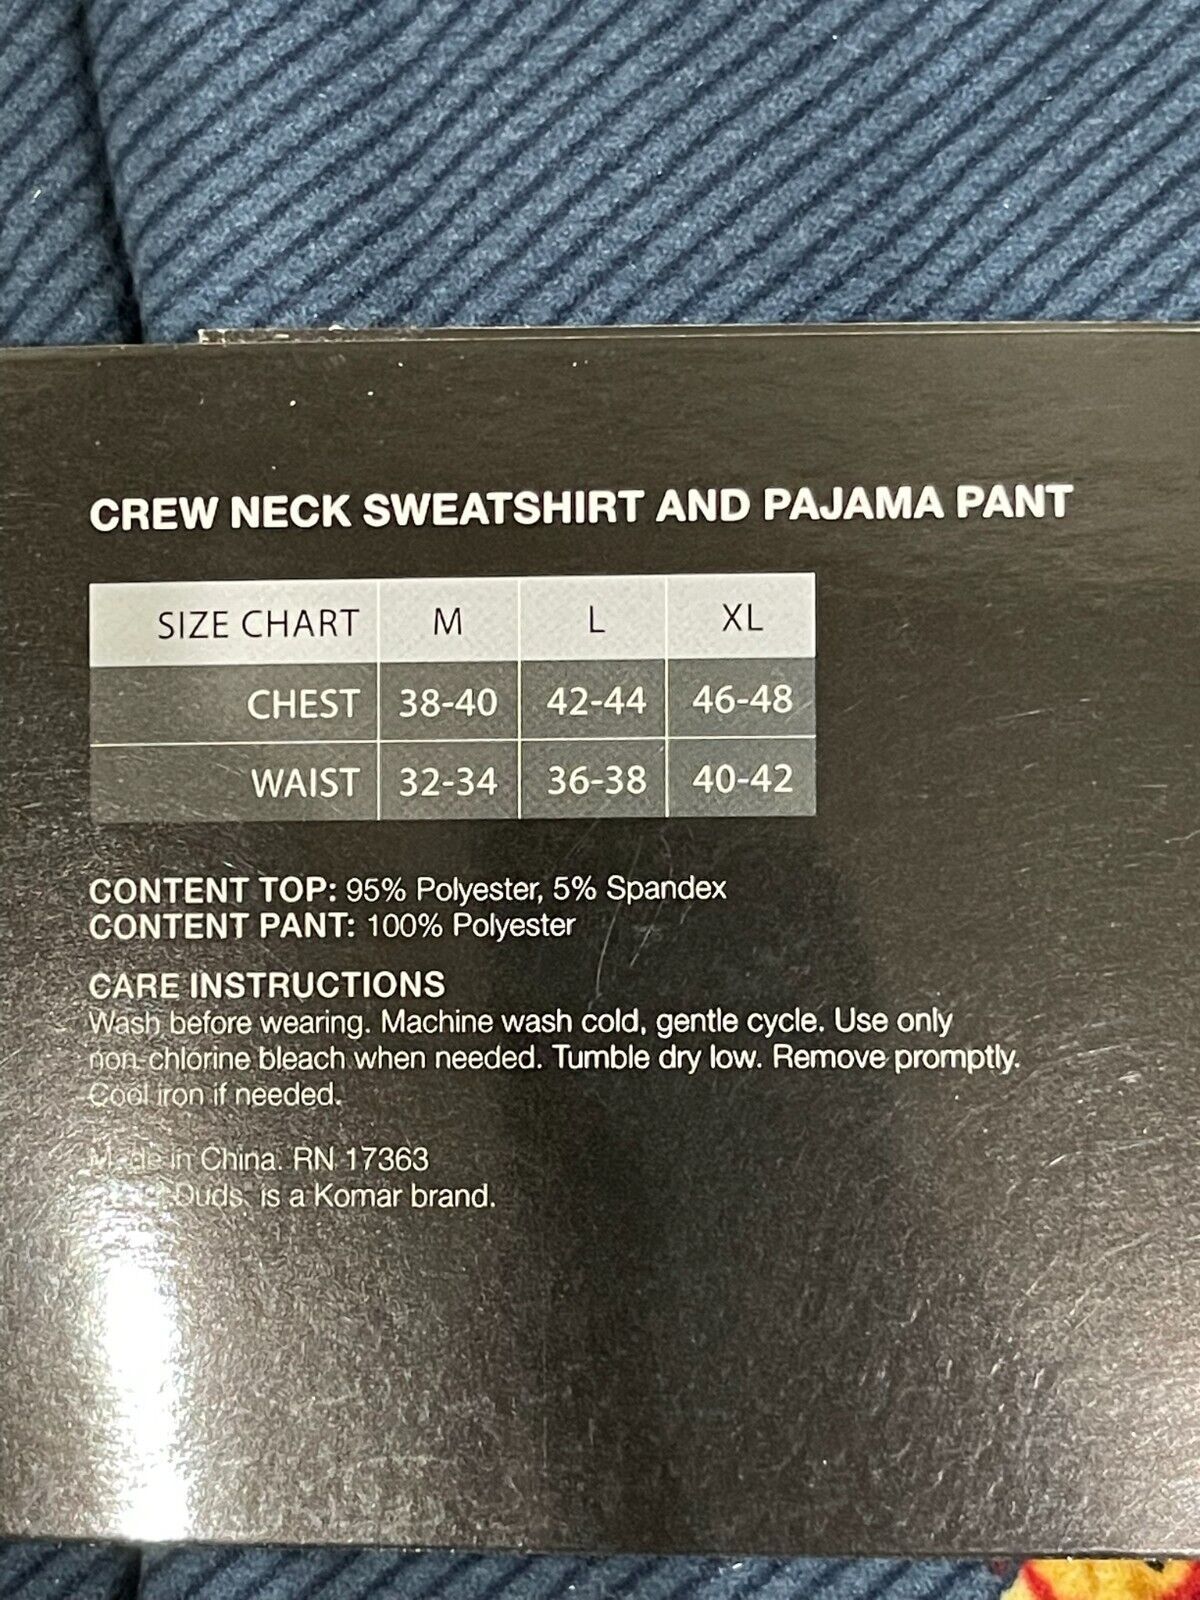 CREW NECK SWEATSHIRT AND PAJAMA PANT
SIZE CHART M L XL
CHEST 38-40 42-44 46-48
WAIST 32-34 36-38 40-42
CONTENT TOP: 95% Polyester, 5% Spandex
CONTENT PANT: 100% Polyester
CARE INSTRUCTIONS
Wash before wearing. Machine wash cold, gentle cycle. Use only
non-chlorine bleach when needed. Tumble dry low. Remove promptly.
Cool iron if needed.
Made in China. RN 17363
Duds, is a Komar brand.